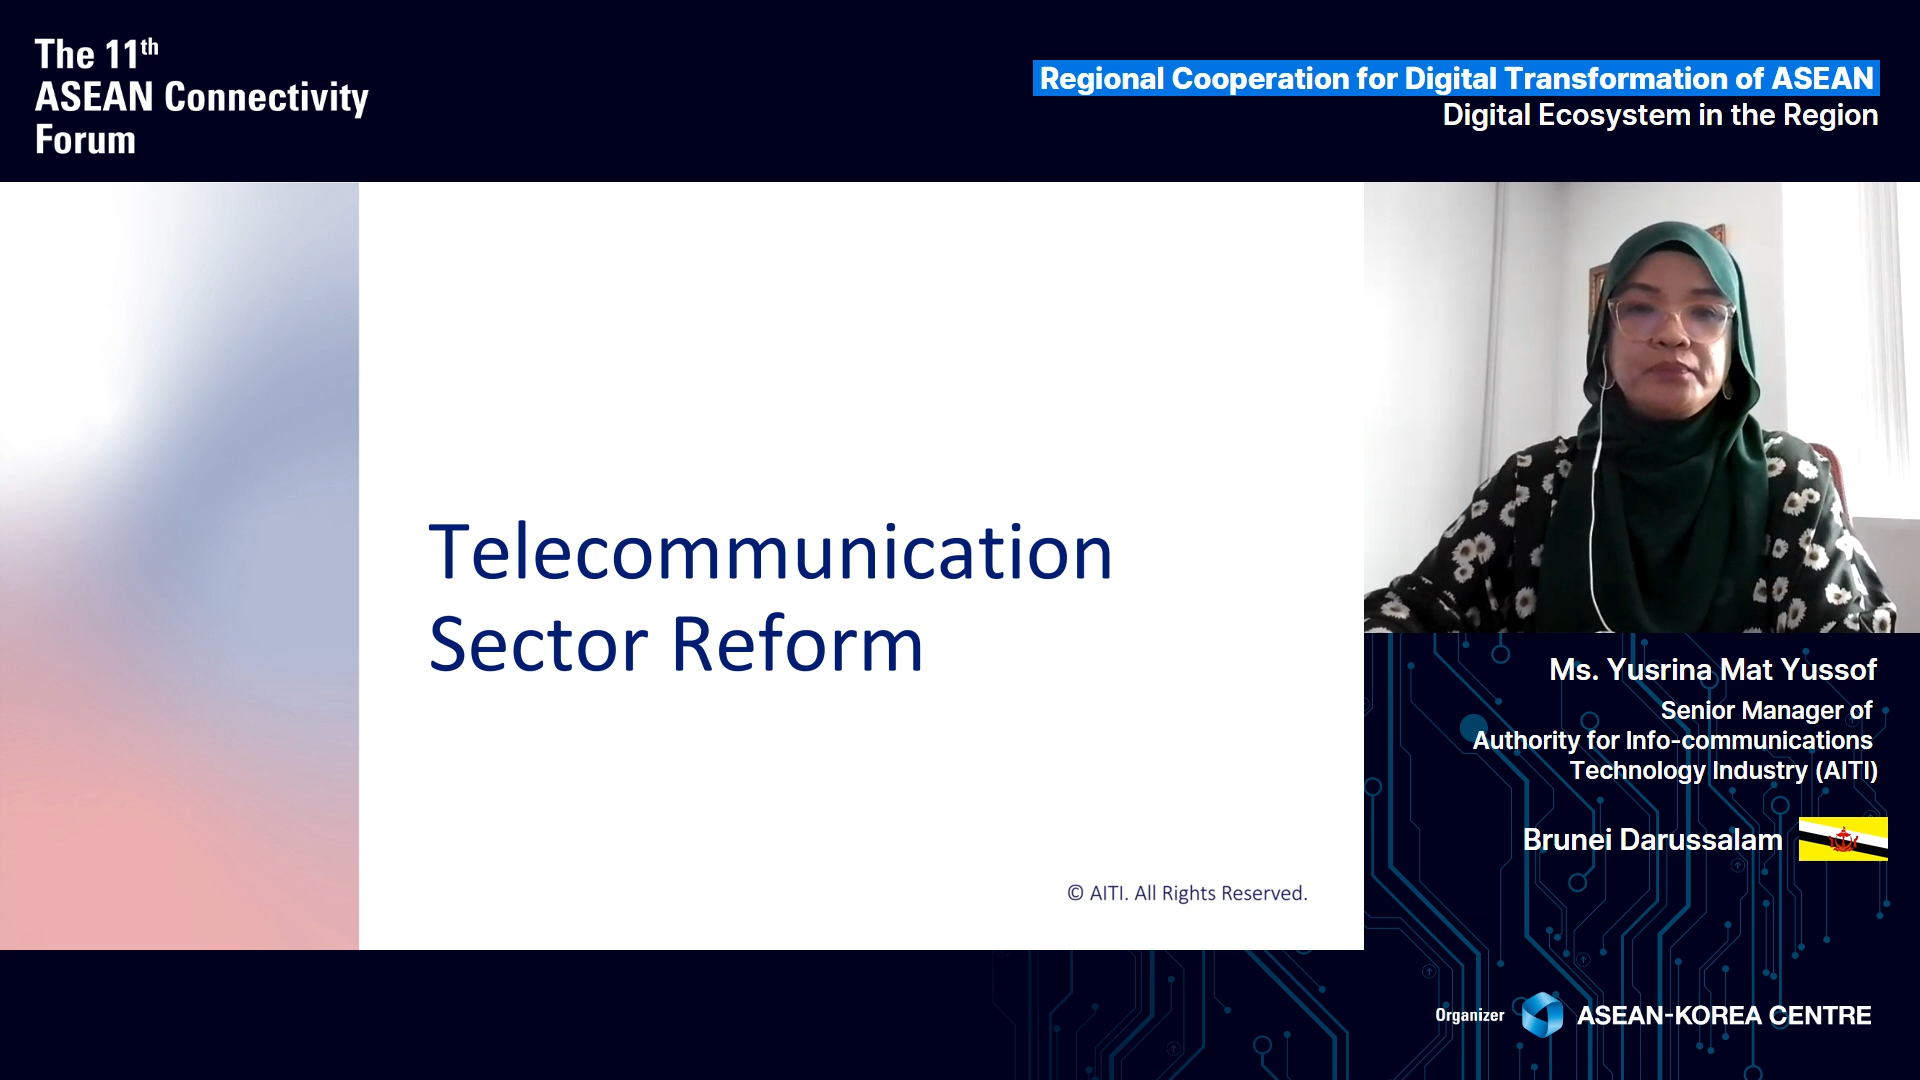 The 11th
ASEAN Connectivity
Forum
Regional Cooperation for Digital Transformation of ASEAN
Digital Ecosystem in the Region
Telecommunication
Sector Reform
© AITI. All Rights Reserved.
Ms. Yusrina Mat Yussof
Senior Manager of
Authority for Info-communications
Technology Industry (AITI)
Brunei Darussalam
Organizer ASEAN-KOREA CENTRE